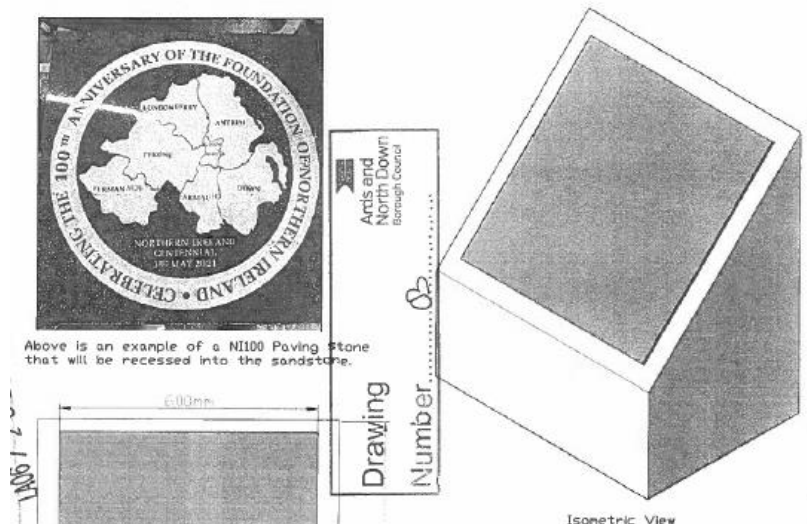 CELEBRATING THE 100TH ANNIVERSARY OF THE FOUNDATION OF NORTHERN IRELAND •
LONDONDERRY
ANTRIM
TYRONE
FERMANAGH
ARMAGH
DOWN
NORTHERN IRELAND
CENTENNIAL
3RD MAY 2021
Above is an example of a NI100 Paving Stone
that will be recessed into the sandstone.
600mm
Ards and
North Down
Borough Council
Drawing
Number
Isometric View